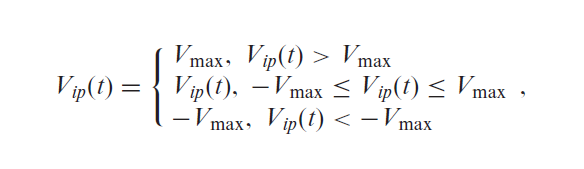 V_max, V_ip(t) > V_max
V_ip(t) = { V_ip(t), −V_max ≤ V_ip(t) ≤ V_max ,
−V_max, V_ip(t) < −V_max